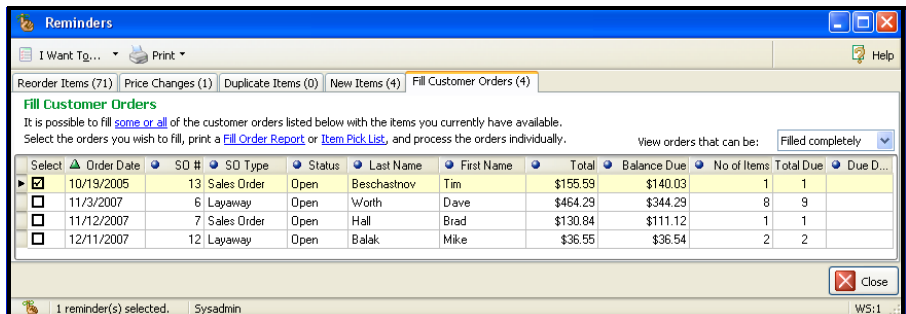 Reminders
I Want To... Print Help
Reorder Items (71) Price Changes (1) Duplicate Items (0) New Items (4) Fill Customer Orders (4)
Fill Customer Orders
It is possible to fill some or all of the customer orders listed below with the items you currently have available.
Select the orders you wish to fill, print a Fill Order Report or Item Pick List, and process the orders individually. View orders that can be: Filled completely
Select Order Date SO # SO Type Status Last Name First Name Total Balance Due No of Items Total Due Due D...
10/19/2005 13 Sales Order Open Beschastnov Tim $155.59 $140.03 1 1
11/3/2007 6 Layaway Open Worth Dave $464.29 $344.29 8 9
11/12/2007 7 Sales Order Open Hall Brad $130.84 $111.12 1 1
12/11/2007 12 Layaway Open Balak Mike $36.55 $36.54 2 2
Close
1 reminder(s) selected. Sysadmin WS:1